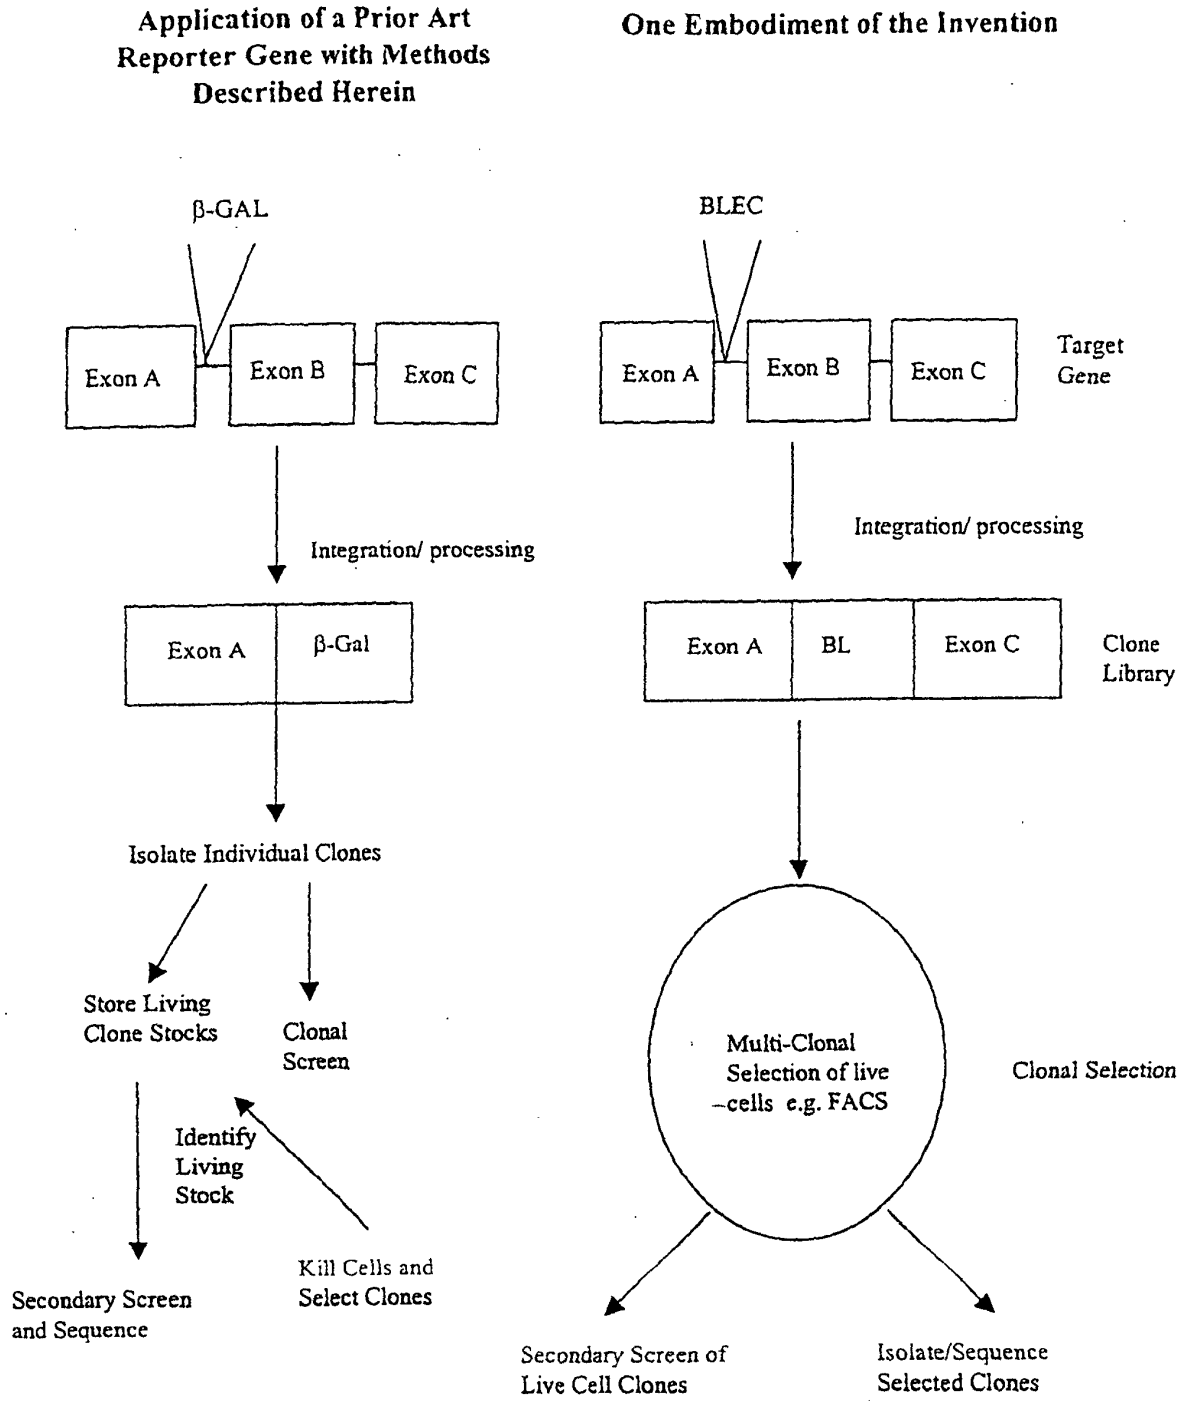 Application of a Prior Art
Reporter Gene with Methods
Described Herein
One Embodiment of the Invention
β-GAL
BLEC
Exon A
Exon B
Exon C
Exon A
Exon B
Exon C
Target
Gene
Integration/ processing
Integration/ processing
Exon A
β-Gal
Exon A
BL
Exon C
Clone
Library
Isolate Individual Clones
Store Living
Clone Stocks
Clonal
Screen
Identify
Living
Stock
Kill Cells and
Select Clones
Secondary Screen
and Sequence
Multi-Clonal
Selection of live
cells e.g. FACS
Clonal Selection
Secondary Screen of
Live Cell Clones
Isolate/Sequence
Selected Clones